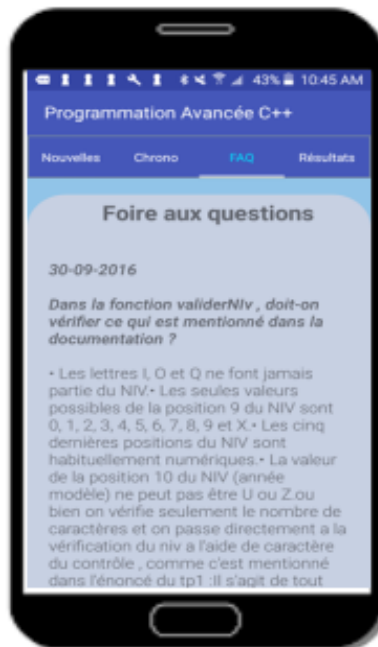 43% 10:45 AM
Programmation Avancée C++
Nouvelles Chrono FAQ Résultats
Foire aux questions
30-09-2016
Dans la fonction validerNIv , doit-on
vérifier ce qui est mentionné dans la
documentation ?
• Les lettres I, O et Q ne font jamais
partie du NIV.• Les seules valeurs
possibles de la position 9 du NIV sont
0, 1, 2, 3, 4, 5, 6, 7, 8, 9 et X.• Les cinq
dernières positions du NIV sont
habituellement numériques.• La valeur
de la position 10 du NIV (année
modèle) ne peut pas être U ou Z.ou
bien on vérifie seulement le nombre de
caractères et on passe directement a la
vérification du niv a l'aide de caractère
du contrôle , comme c'est mentionné
dans l'énoncé du tp1 :Il s'agit de tout